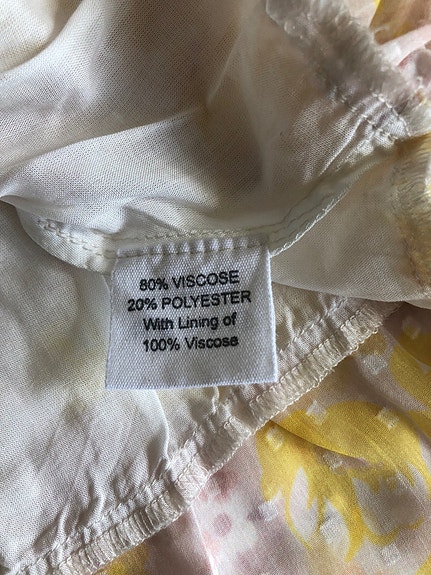 80% VISCOSE
20% POLYESTER
With Lining of
100% Viscose